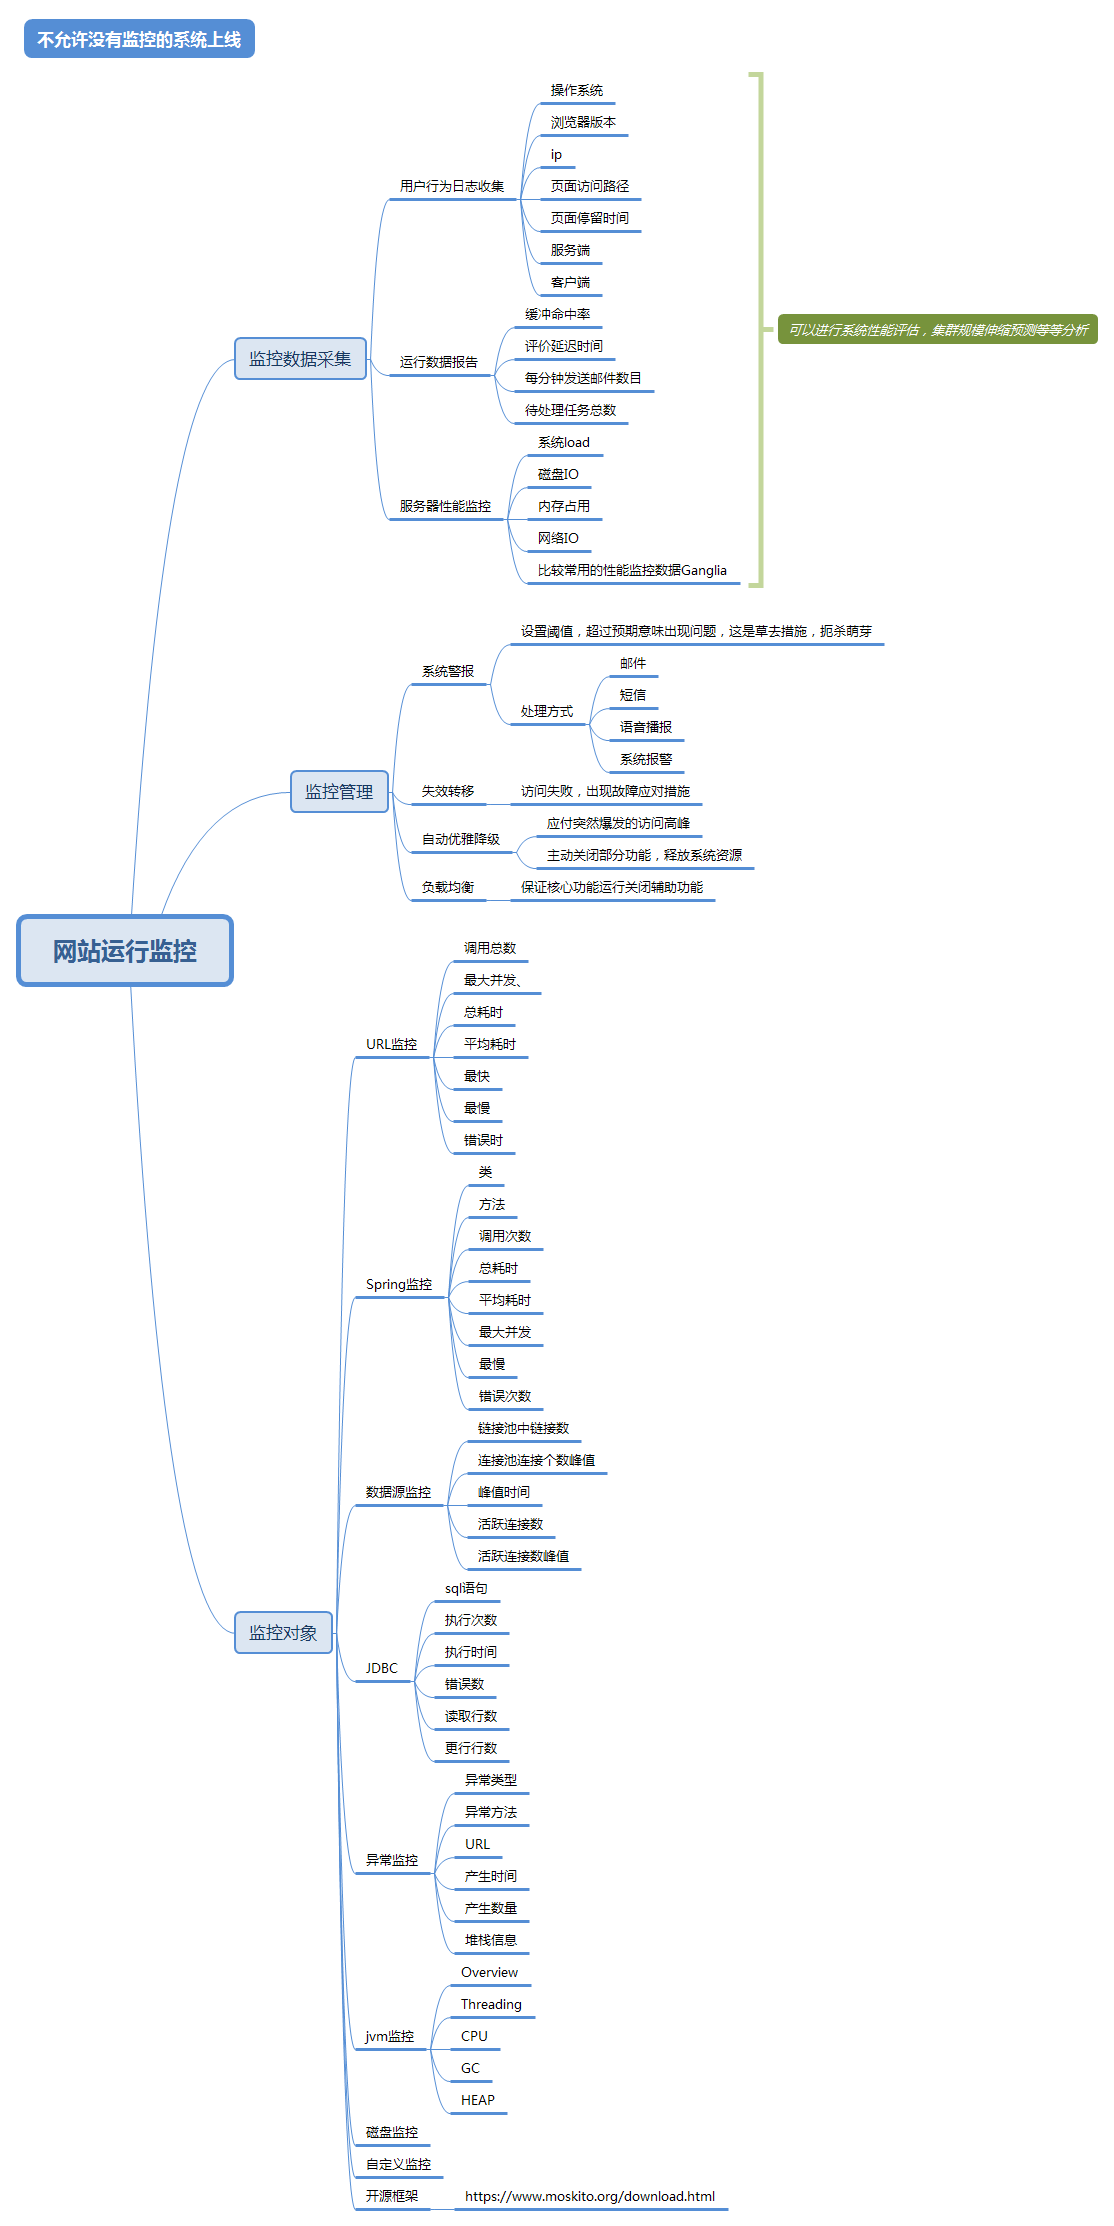 不允许没有监控的系统上线
网站运行监控
监控数据采集
用户行为日志收集
操作系统
浏览器版本
ip
页面访问路径
页面停留时间
服务端
客户端
运行数据报告
缓冲命中率
评价延迟时间
每分钟发送邮件数目
待处理任务总数
服务器性能监控
系统load
磁盘IO
内存占用
网络IO
比较常用的性能监控数据Ganglia
可以进行系统性能评估，集群规模伸缩预测等等分析
监控管理
系统警报
设置阈值，超过预期意味出现问题，这是草去措施，扼杀萌芽
处理方式
邮件
短信
语音播报
系统报警
失效转移
访问失败，出现故障应对措施
自动优雅降级
应付突然爆发的访问高峰
主动关闭部分功能，释放系统资源
负载均衡
保证核心功能运行关闭辅助功能
监控对象
URL监控
调用总数
最大并发、
总耗时
平均耗时
最快
最慢
错误时
Spring监控
类
方法
调用次数
总耗时
平均耗时
最大并发
最慢
错误次数
数据源监控
链接池中链接数
连接池连接个数峰值
峰值时间
活跃连接数
活跃连接数峰值
JDBC
sql语句
执行次数
执行时间
错误数
读取行数
更行行数
异常监控
异常类型
异常方法
URL
产生时间
产生数量
堆栈信息
jvm监控
Overview
Threading
CPU
GC
HEAP
磁盘监控
自定义监控
开源框架
https://www.moskito.org/download.html